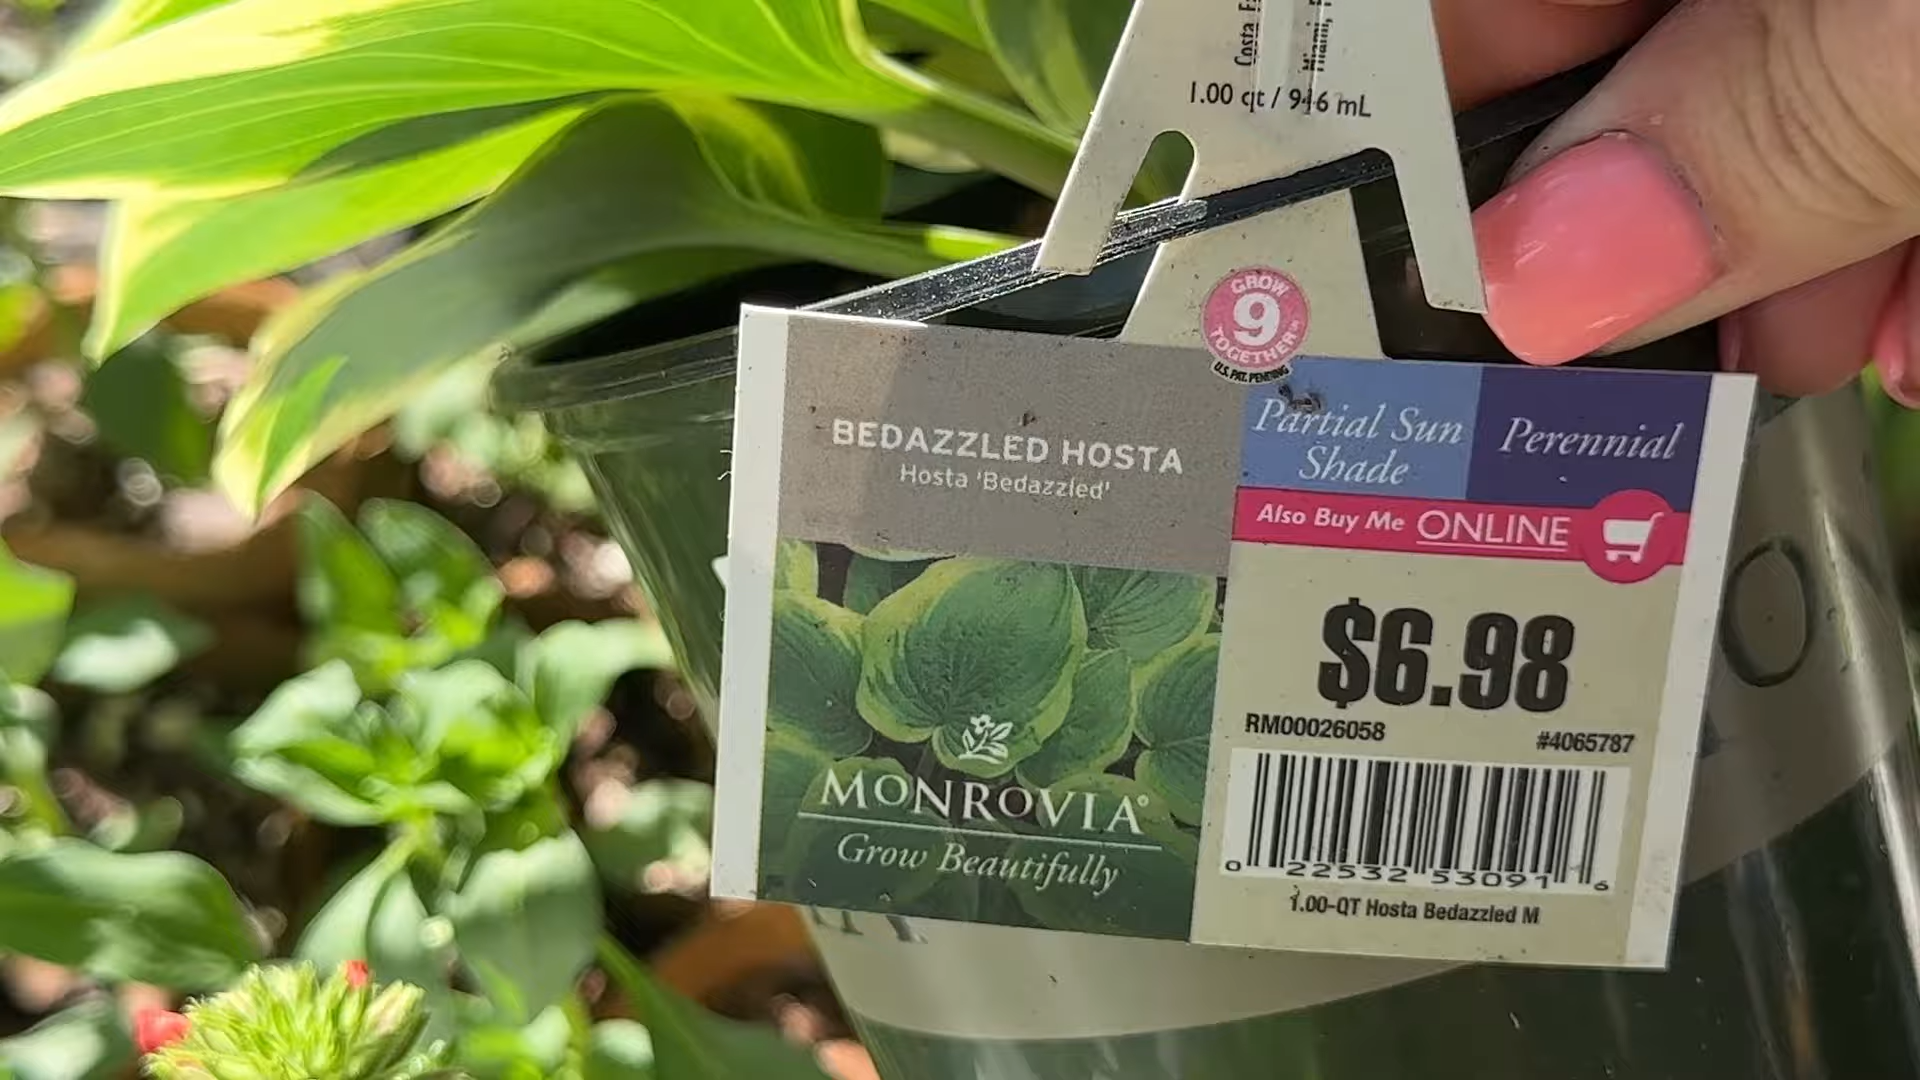 Costa
Miami,
1.00 qt / 946 mL
GROW
9
TOGETHER
U.S. PAT. PENDING
BEDAZZLED HOSTA
Hosta 'Bedazzled'
Partial Sun
Shade
Perennial
Also Buy Me ONLINE
$6.98
RM00026058
#4065787
MONROVIA
Grow Beautifully
0 22532 53091 6
1.00-QT Hosta Bedazzled M